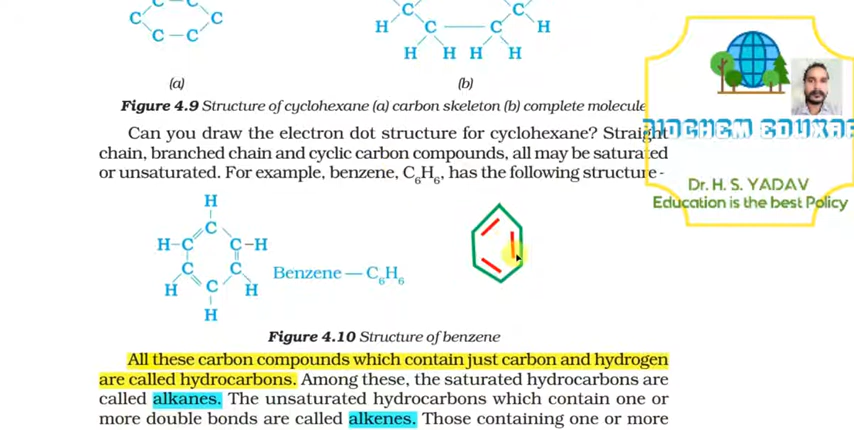 C C
C — C
(a)
C C
H C — C H
H H H H
(b)
Figure 4.9 Structure of cyclohexane (a) carbon skeleton (b) complete molecule
Can you draw the electron dot structure for cyclohexane? Straight
chain, branched chain and cyclic carbon compounds, all may be saturated
or unsaturated. For example, benzene, C₆H₆, has the following structure -
H
C
H–C C–H
C C
H C H
H
Benzene — C₆H₆
Figure 4.10 Structure of benzene
All these carbon compounds which contain just carbon and hydrogen
are called hydrocarbons. Among these, the saturated hydrocarbons are
called alkanes. The unsaturated hydrocarbons which contain one or
more double bonds are called alkenes. Those containing one or more
Dr. H. S. YADAV
Education is the best Policy